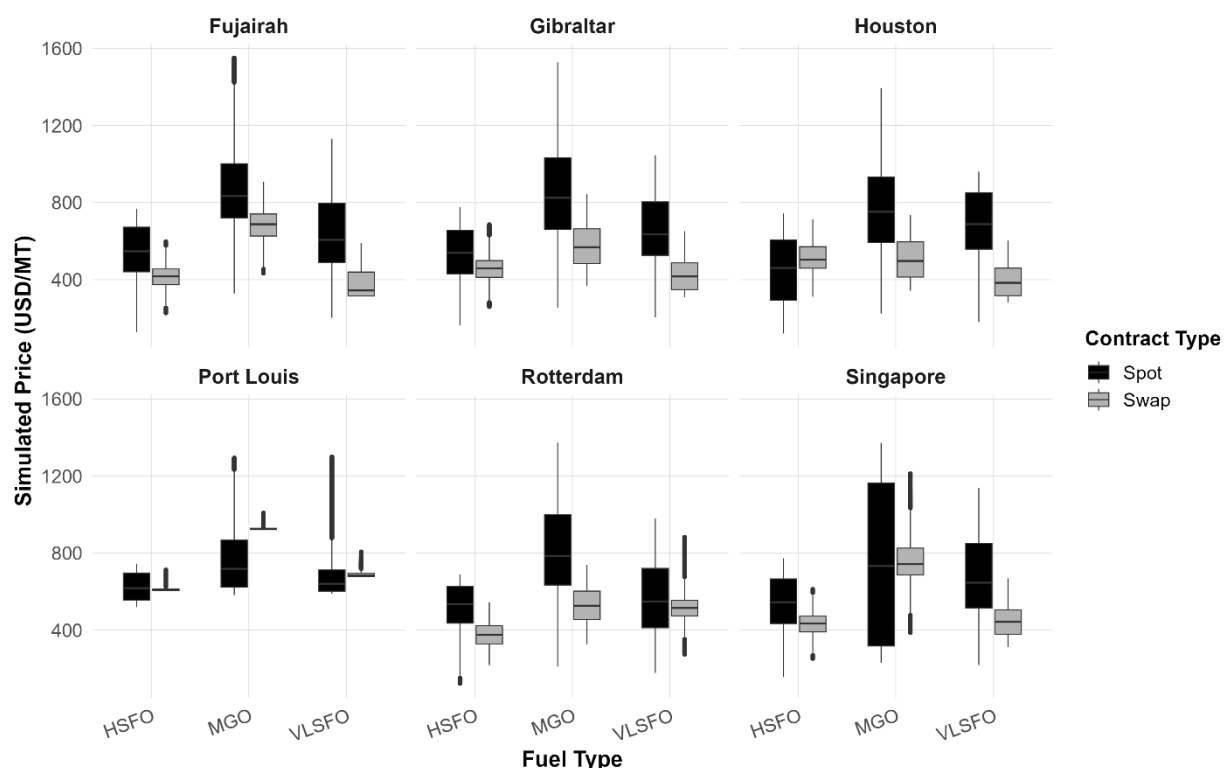 Fujairah Gibraltar Houston
1600
1200
800
400
Port Louis Rotterdam Singapore
1600
1200
800
400
Simulated Price (USD/MT)
HSFO MGO VLSFO HSFO MGO VLSFO HSFO MGO VLSFO
Fuel Type
Contract Type
Spot
Swap